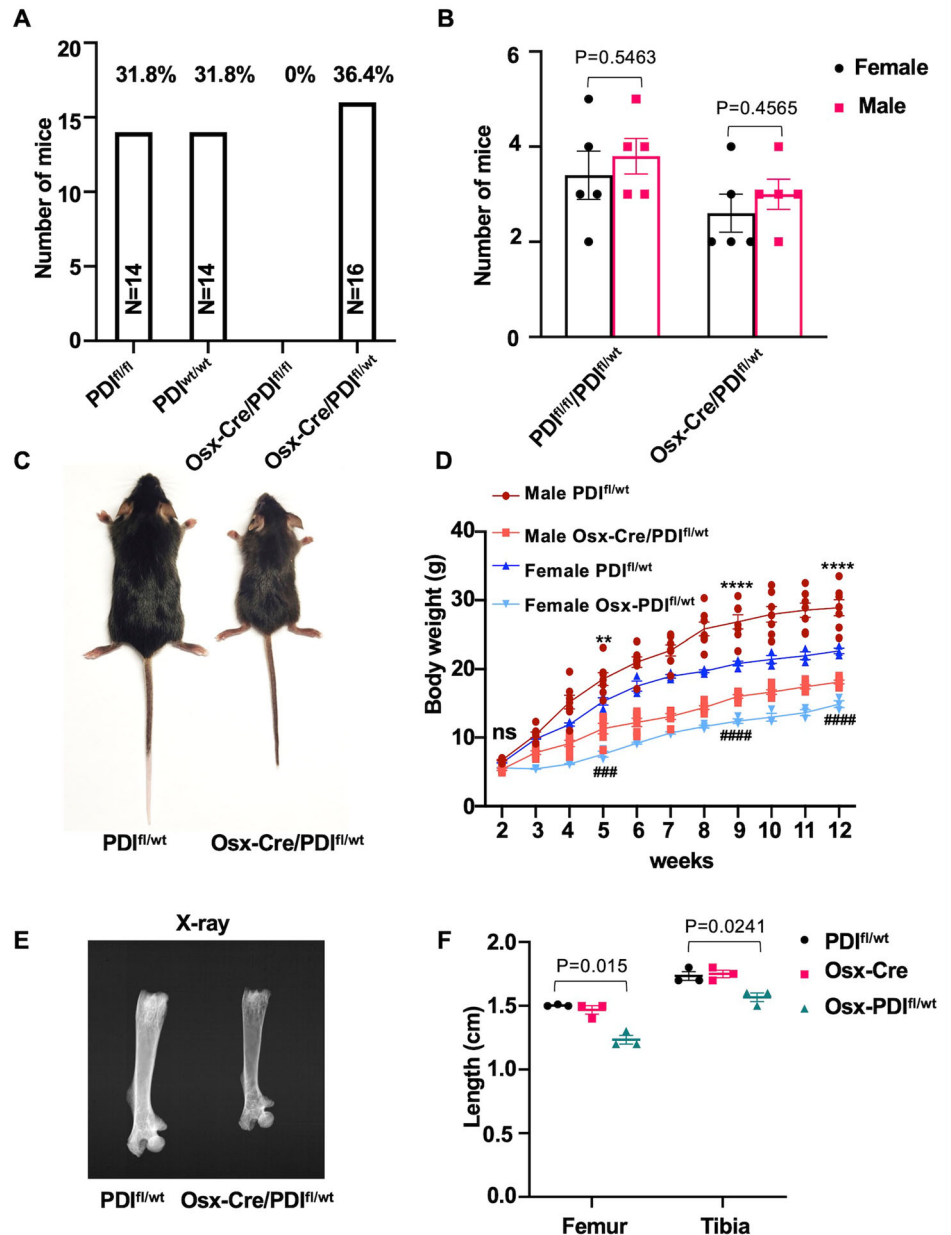 A
20
15
10
5
0
Number of mice
31.8%
31.8%
0%
36.4%
N=14
N=14
N=16
PDIfl/fl
PDIwt/wt
Osx-Cre/PDIfl/fl
Osx-Cre/PDIfl/wt
B
6
4
2
0
Number of mice
P=0.5463
P=0.4565
Female
Male
PDIfl/fl/PDIfl/wt
Osx-Cre/PDIfl/wt
C
PDIfl/wt
Osx-Cre/PDIfl/wt
D
Male PDIfl/wt
Male Osx-Cre/PDIfl/wt
Female PDIfl/wt
Female Osx-PDIfl/wt
40
30
20
10
0
Body weight (g)
ns
**
****
****
###
####
####
2 3 4 5 6 7 8 9 10 11 12
weeks
E
X-ray
PDIfl/wt
Osx-Cre/PDIfl/wt
F
2.0
1.5
1.0
0.5
0.0
Length (cm)
P=0.015
P=0.0241
PDIfl/wt
Osx-Cre
Osx-PDIfl/wt
Femur
Tibia